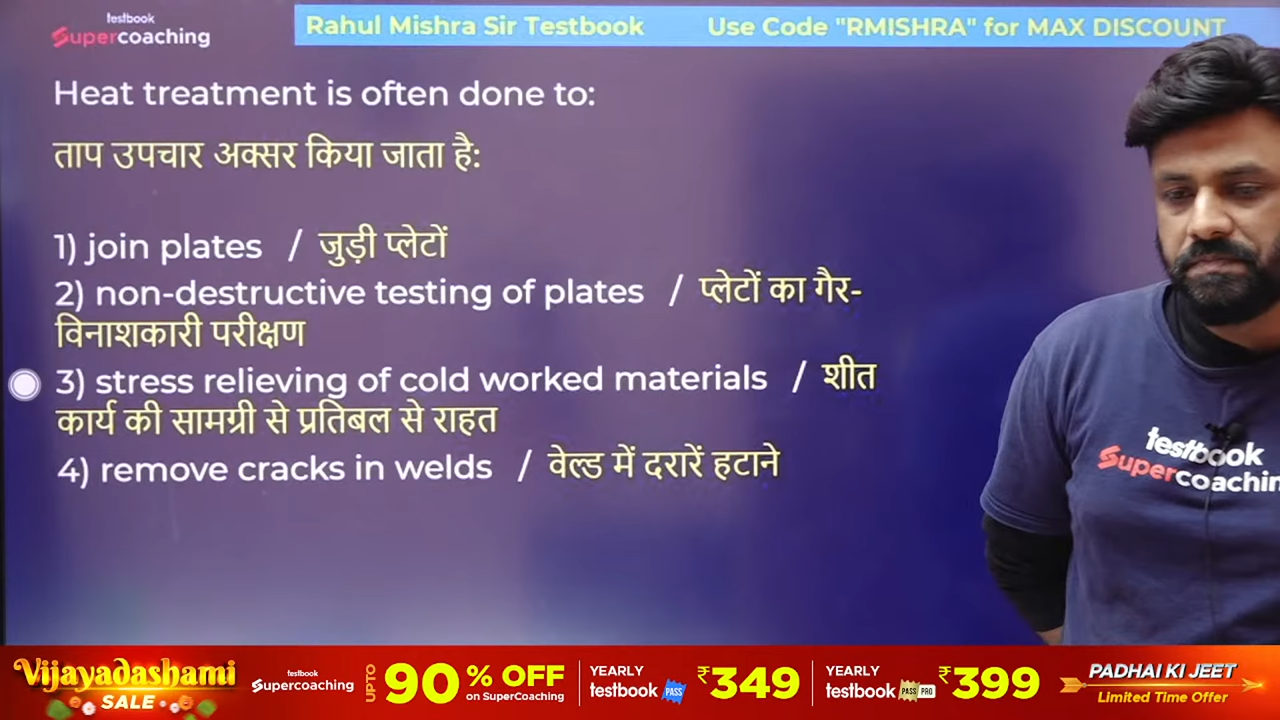 testbook
Supercoaching
Rahul Mishra Sir Testbook Use Code "RMISHRA" for MAX DISCOUNT
Heat treatment is often done to:
ताप उपचार अक्सर किया जाता है:
1) join plates / जुड़ी प्लेटों
2) non-destructive testing of plates / प्लेटों का गैर-
विनाशकारी परीक्षण
3) stress relieving of cold worked materials / शीत
कार्य की सामग्री से प्रतिबल से राहत
4) remove cracks in welds / वेल्ड में दरारें हटाने
testbook
Supercoachin
Vijayadashami
SALE
testbook
Supercoaching
UPTO 90% OFF
on SuperCoaching
YEARLY
testbook PASS
₹349
YEARLY
testbook PASS PRO
₹399
PADHAI KI JEET
Limited Time Offer